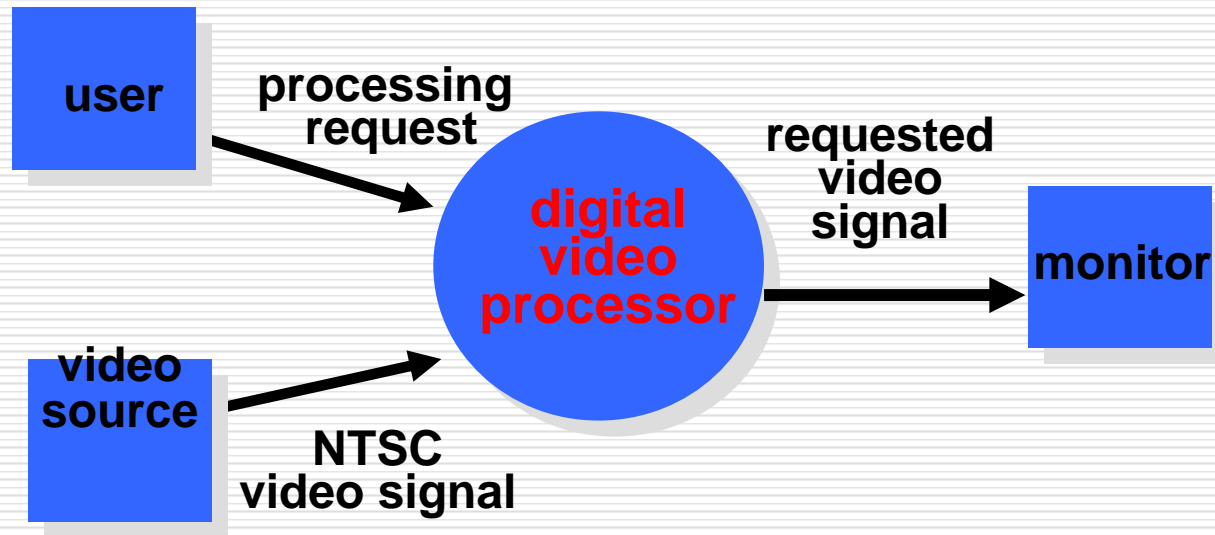 user
processing
request
digital
video
processor
requested
video
signal
monitor
video
source
NTSC
video signal